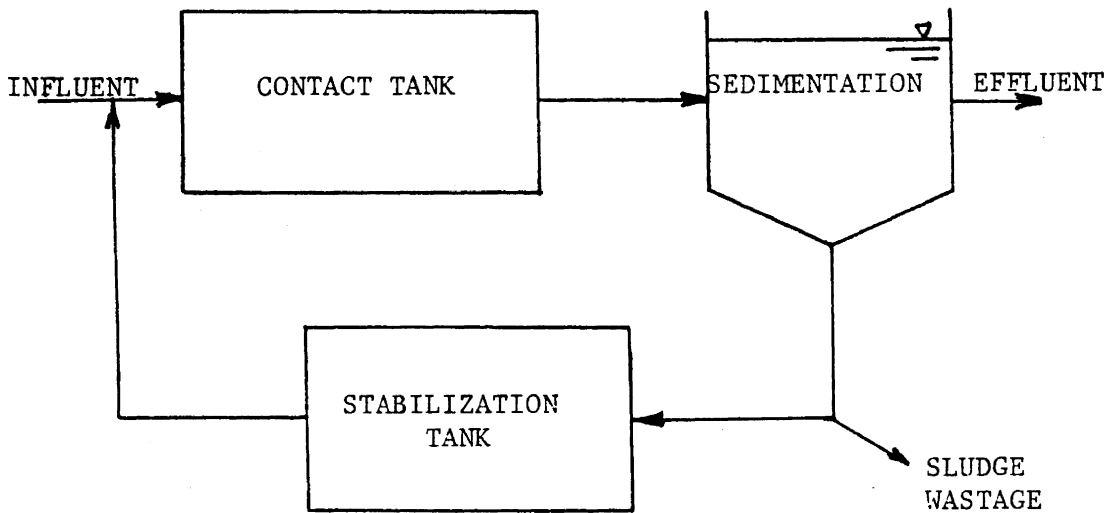 INFLUENT
CONTACT TANK
SEDIMENTATION
EFFLUENT
STABILIZATION
TANK
SLUDGE
WASTAGE